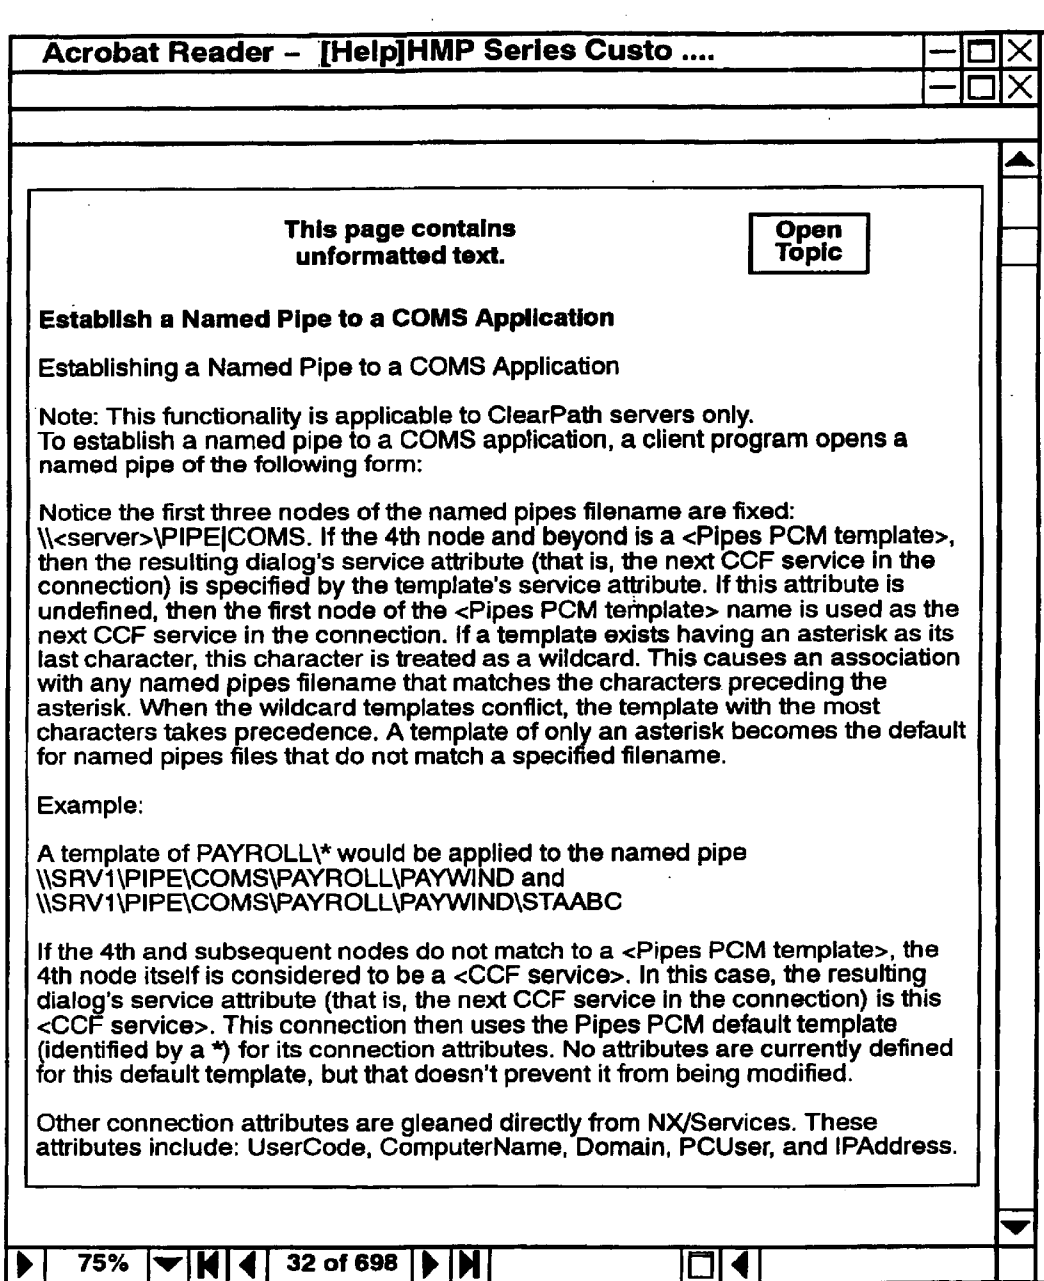 Acrobat Reader – [Help]HMP Series Custo ....
This page contains
unformatted text.
Open
Topic
Establish a Named Pipe to a COMS Application
Establishing a Named Pipe to a COMS Application
Note: This functionality is applicable to ClearPath servers only.
To establish a named pipe to a COMS application, a client program opens a
named pipe of the following form:
Notice the first three nodes of the named pipes filename are fixed:
\\<server>\PIPE|COMS. If the 4th node and beyond is a <Pipes PCM template>,
then the resulting dialog's service attribute (that is, the next CCF service in the
connection) is specified by the template's service attribute. If this attribute is
undefined, then the first node of the <Pipes PCM template> name is used as the
next CCF service in the connection. If a template exists having an asterisk as its
last character, this character is treated as a wildcard. This causes an association
with any named pipes filename that matches the characters preceding the
asterisk. When the wildcard templates conflict, the template with the most
characters takes precedence. A template of only an asterisk becomes the default
for named pipes files that do not match a specified filename.
Example:
A template of PAYROLL\* would be applied to the named pipe
\\SRV1\PIPE\COMS\PAYROLL\PAYWIND and
\\SRV1\PIPE\COMS\PAYROLL\PAYWIND\STAABC
If the 4th and subsequent nodes do not match to a <Pipes PCM template>, the
4th node itself is considered to be a <CCF service>. In this case, the resulting
dialog's service attribute (that is, the next CCF service in the connection) is this
<CCF service>. This connection then uses the Pipes PCM default template
(identified by a *) for its connection attributes. No attributes are currently defined
for this default template, but that doesn't prevent it from being modified.
Other connection attributes are gleaned directly from NX/Services. These
attributes include: UserCode, ComputerName, Domain, PCUser, and IPAddress.
75% 32 of 698